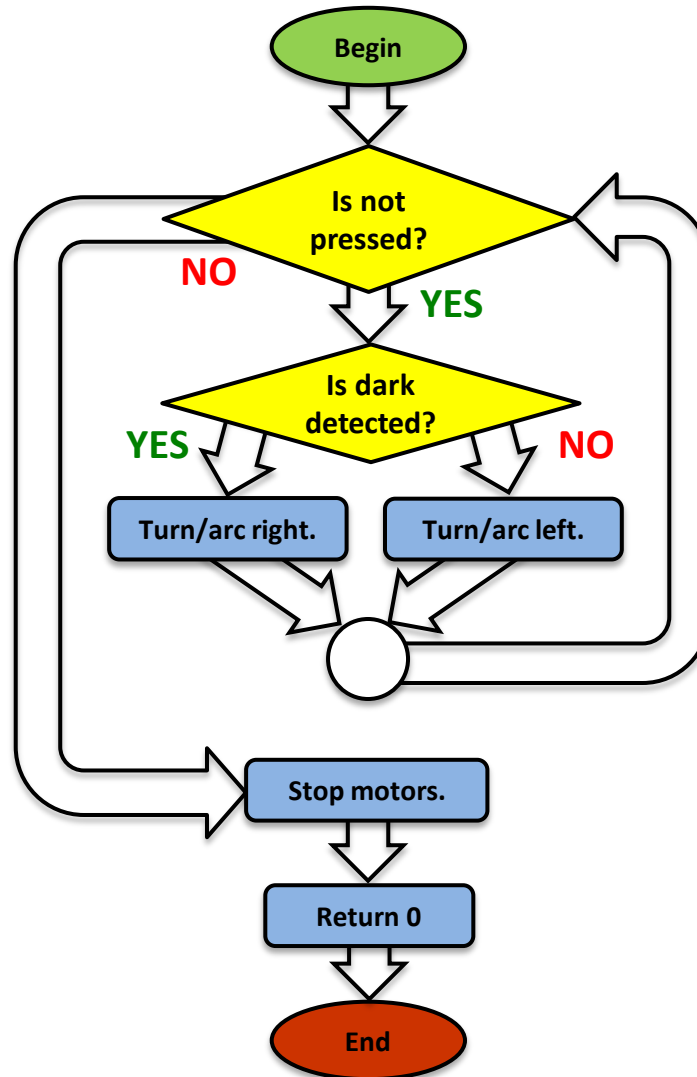 Begin
Is not
pressed?
NO
YES
Is dark
detected?
YES
NO
Turn/arc right.
Turn/arc left.
Stop motors.
Return 0
End